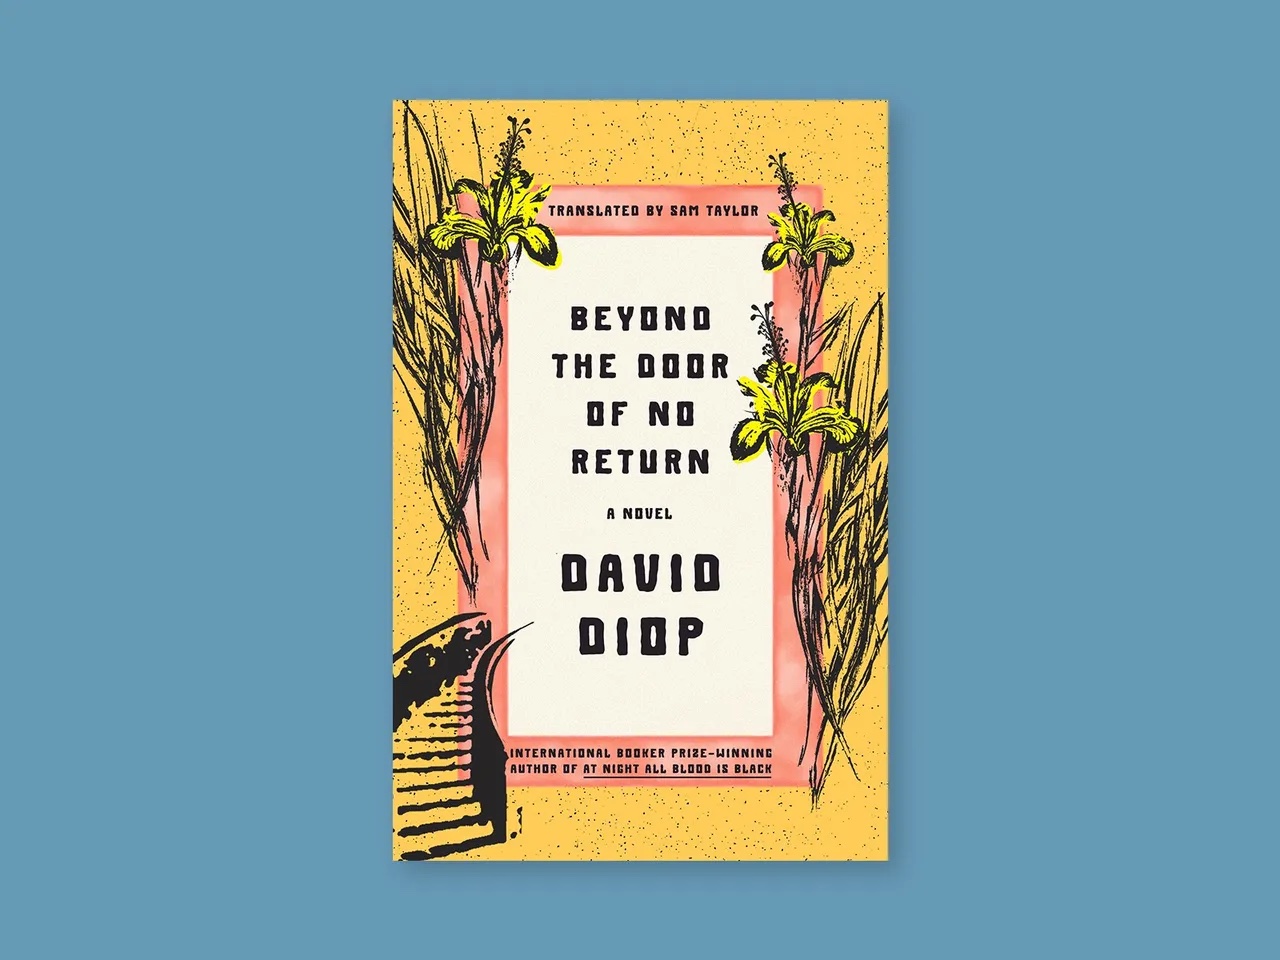 TRANSLATED BY SAM TAYLOR
BEYOND
THE DOOR
OF NO
RETURN
A NOVEL
DAVID
DIOP
INTERNATIONAL BOOKER PRIZE-WINNING
AUTHOR OF AT NIGHT ALL BLOOD IS BLACK